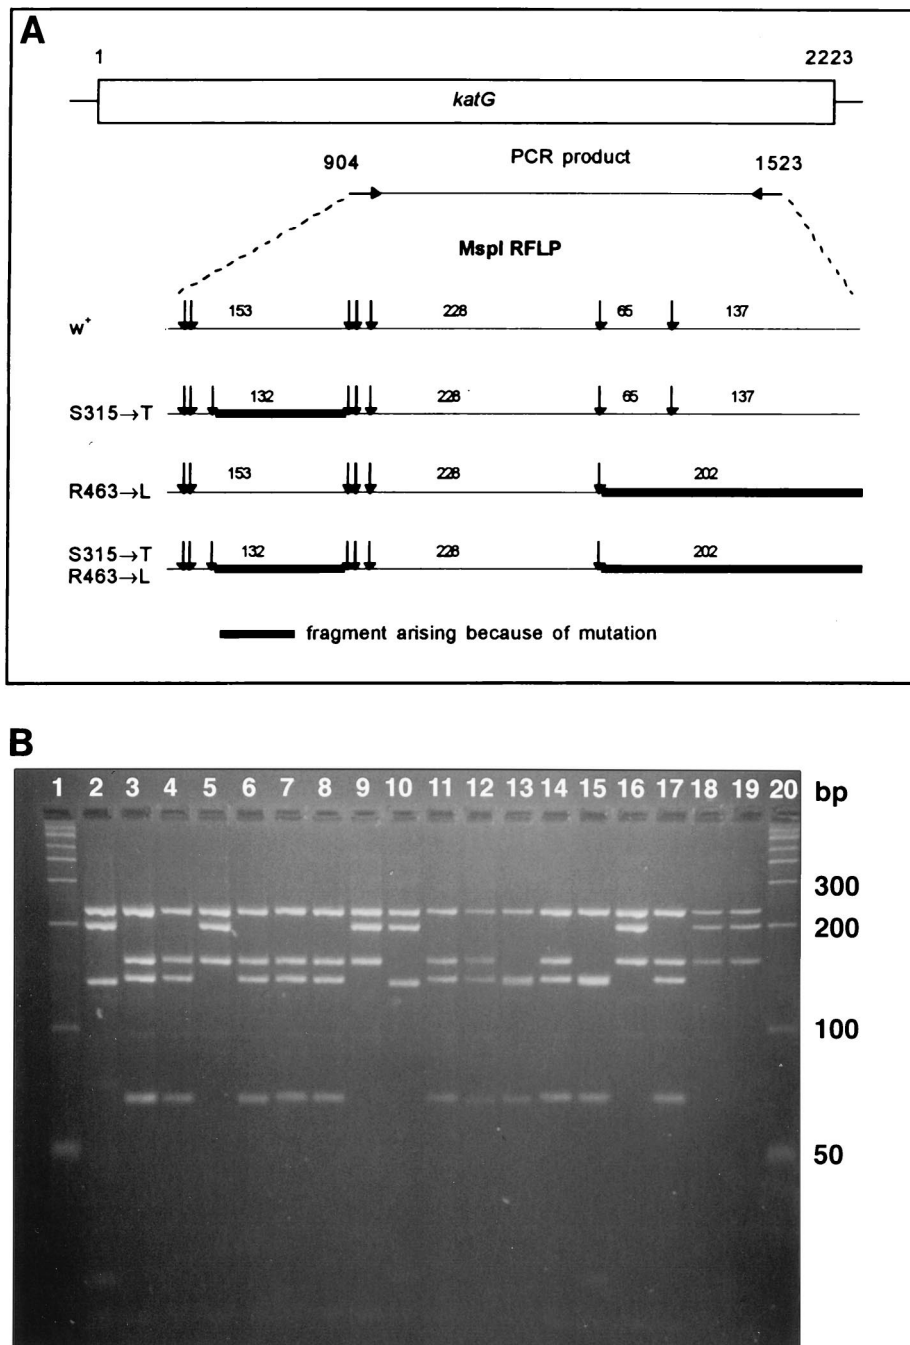 A
1 2223
katG
904 PCR product 1523
MspI RFLP
w+ 153 228 65 137
S315→T 132 228 65 137
R463→L 153 228 202
S315→T
R463→L 132 228 202
fragment arising because of mutation
B
1 2 3 4 5 6 7 8 9 10 11 12 13 14 15 16 17 18 19 20 bp
300
200
100
50